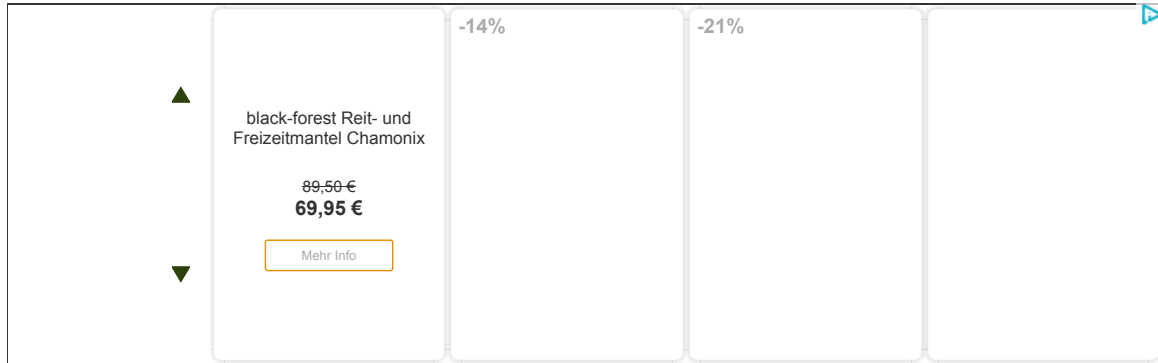 black-forest Reit- und
Freizeitmantel Chamonix
89,50 €
69,95 €
Mehr Info
-14%
-21%